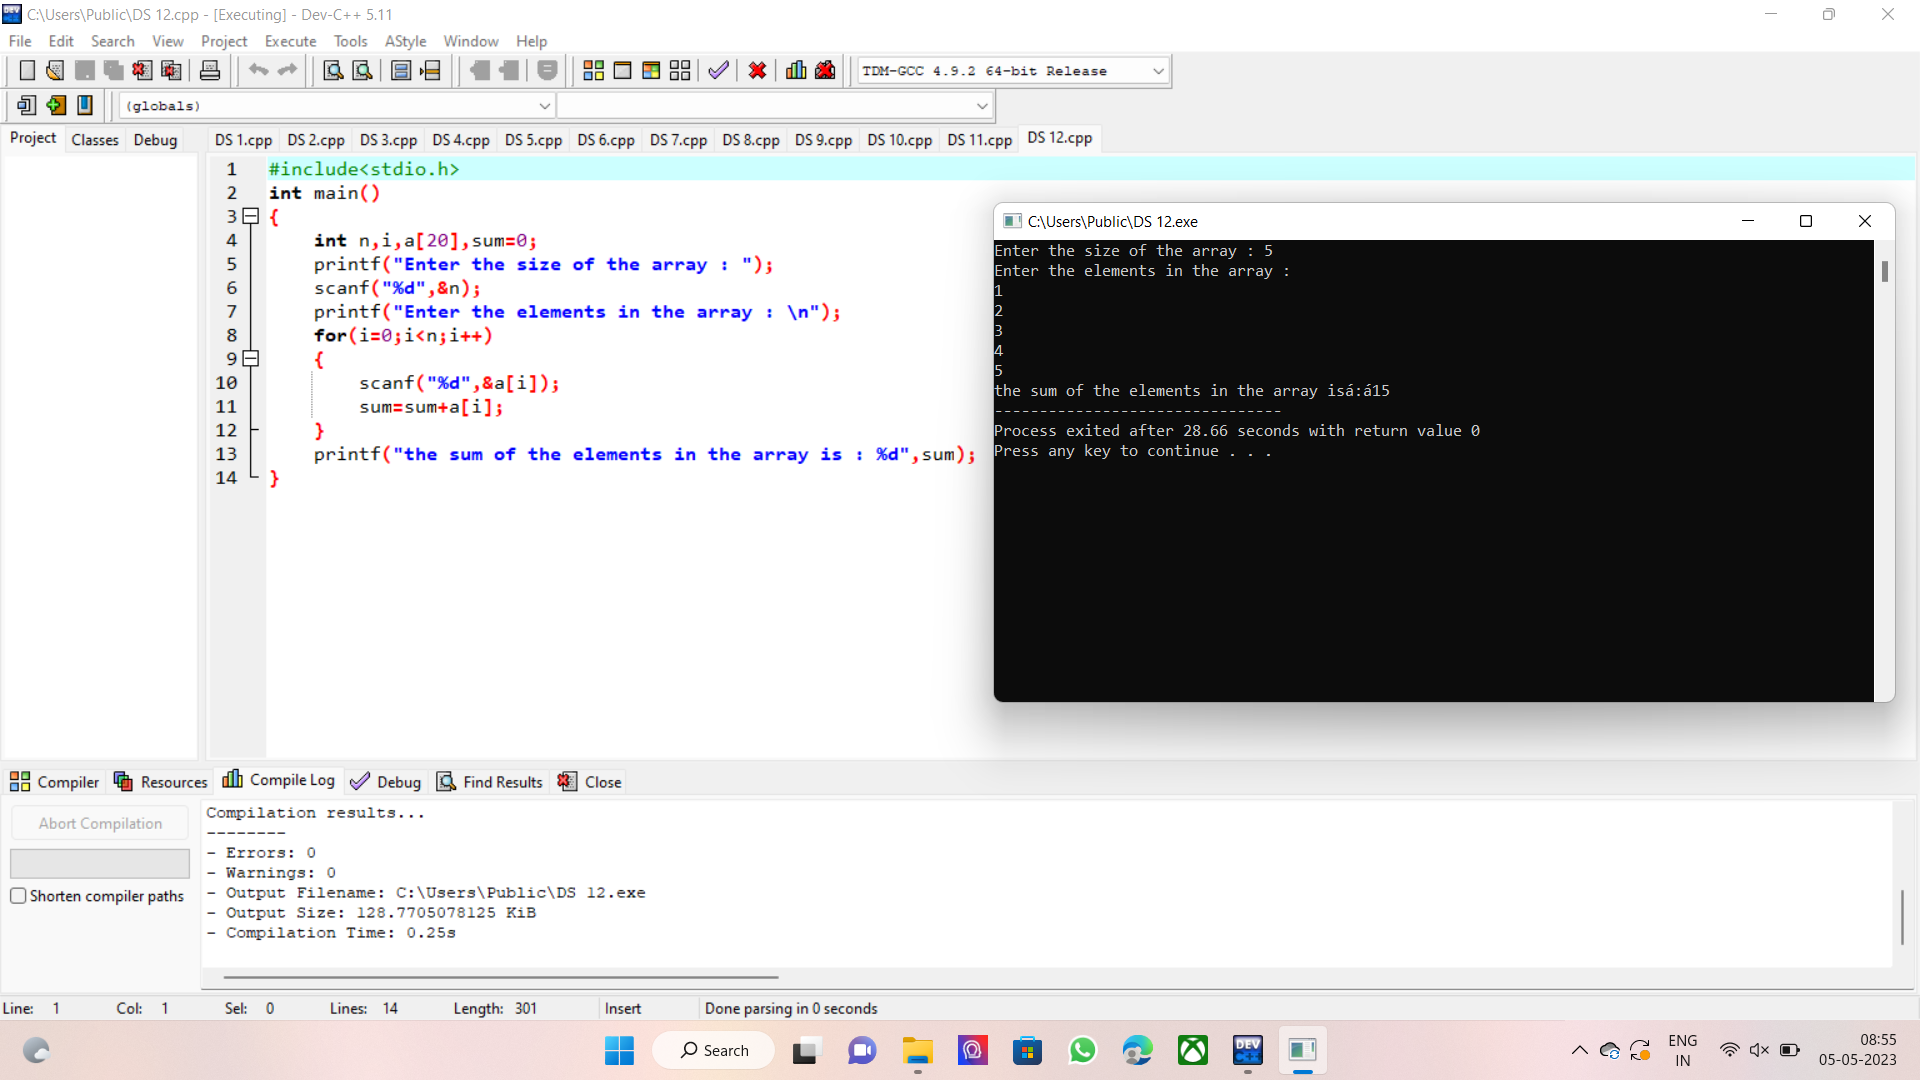 C:\Users\Public\DS 12.cpp - [Executing] - Dev-C++ 5.11
File Edit Search View Project Execute Tools AStyle Window Help
TDM-GCC 4.9.2 64-bit Release
(globals)
Project Classes Debug
DS 1.cpp DS 2.cpp DS 3.cpp DS 4.cpp DS 5.cpp DS 6.cpp DS 7.cpp DS 8.cpp DS 9.cpp DS 10.cpp DS 11.cpp DS 12.cpp
1 #include<stdio.h>
2 int main()
3 {
4 int n,i,a[20],sum=0;
5 printf("Enter the size of the array : ");
6 scanf("%d",&n);
7 printf("Enter the elements in the array : \n");
8 for(i=0;i<n;i++)
9 {
10 scanf("%d",&a[i]);
11 sum=sum+a[i];
12 }
13 printf("the sum of the elements in the array is : %d",sum);
14 }
C:\Users\Public\DS 12.exe
Enter the size of the array : 5
Enter the elements in the array :
1
2
3
4
5
the sum of the elements in the array isá:á15
--------------------------------
Process exited after 28.66 seconds with return value 0
Press any key to continue . . .
Compiler Resources Compile Log Debug Find Results Close
Abort Compilation
Shorten compiler paths
Compilation results...
--------
- Errors: 0
- Warnings: 0
- Output Filename: C:\Users\Public\DS 12.exe
- Output Size: 128.7705078125 KiB
- Compilation Time: 0.25s
Line: 1 Col: 1 Sel: 0 Lines: 14 Length: 301 Insert Done parsing in 0 seconds
Search
DEV C++
ENG
IN
08:55
05-05-2023